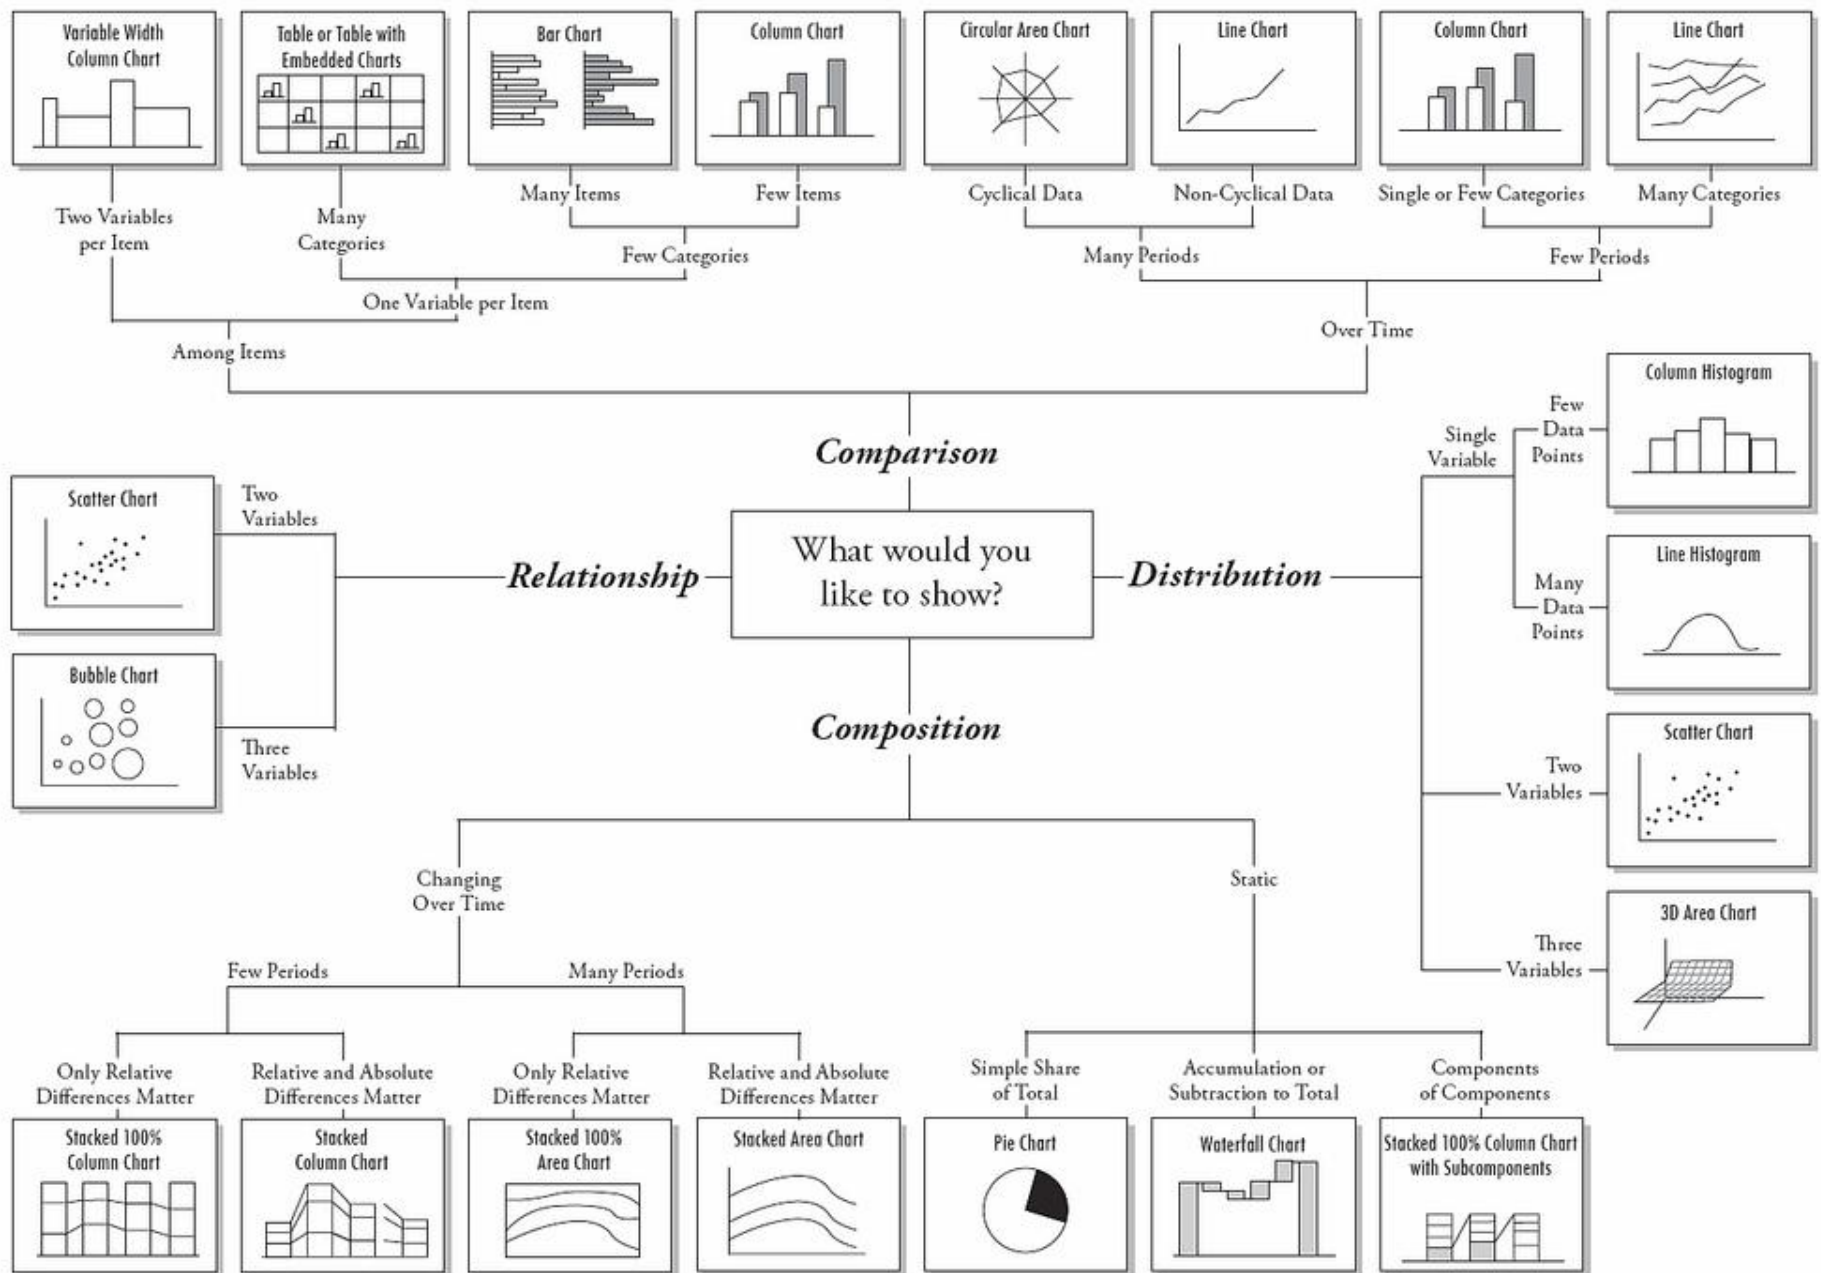 Variable Width
Column Chart
Table or Table with
Embedded Charts
Bar Chart
Column Chart
Circular Area Chart
Line Chart
Column Chart
Line Chart
Two Variables
per Item
Many
Categories
Many Items
Few Items
Cyclical Data
Non-Cyclical Data
Single or Few Categories
Many Categories
Few Categories
Many Periods
Few Periods
One Variable per Item
Among Items
Over Time
Comparison
What would you
like to show?
Relationship
Two
Variables
Scatter Chart
Three
Variables
Bubble Chart
Distribution
Single
Variable
Few
Data
Points
Column Histogram
Many
Data
Points
Line Histogram
Two
Variables
Scatter Chart
Three
Variables
3D Area Chart
Composition
Changing
Over Time
Static
Few Periods
Many Periods
Only Relative
Differences Matter
Relative and Absolute
Differences Matter
Only Relative
Differences Matter
Relative and Absolute
Differences Matter
Simple Share
of Total
Accumulation or
Subtraction to Total
Components
of Components
Stacked 100%
Column Chart
Stacked
Column Chart
Stacked 100%
Area Chart
Stacked Area Chart
Pie Chart
Waterfall Chart
Stacked 100% Column Chart
with Subcomponents